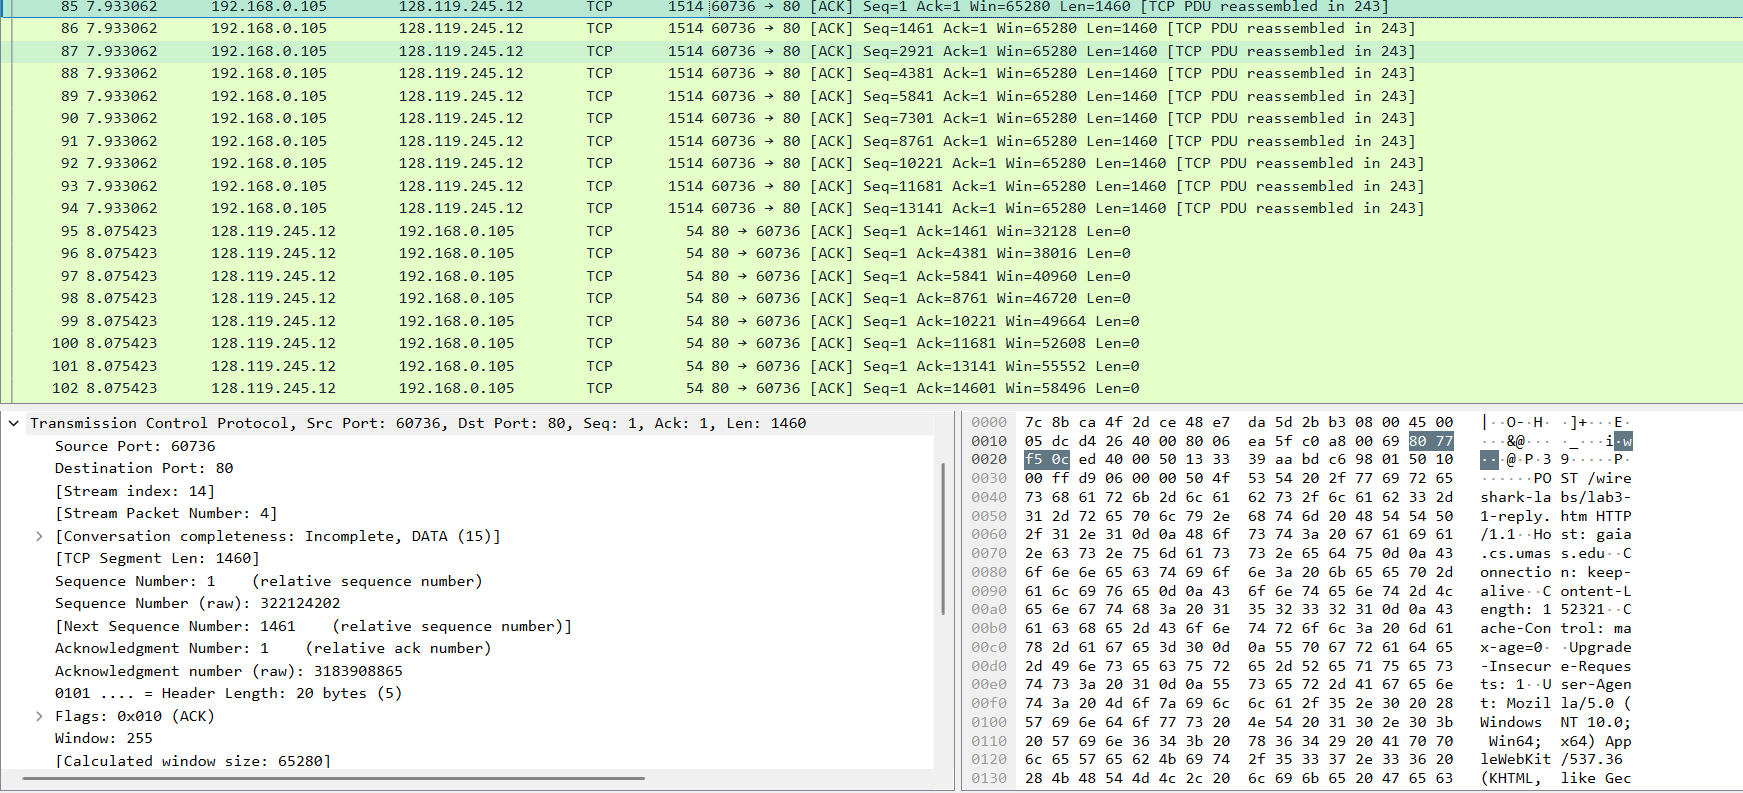 85 7.933062 192.168.0.105 128.119.245.12 TCP 1514 60736 → 80 [ACK] Seq=1 Ack=1 Win=65280 Len=1460 [TCP PDU reassembled in 243]
86 7.933062 192.168.0.105 128.119.245.12 TCP 1514 60736 → 80 [ACK] Seq=1461 Ack=1 Win=65280 Len=1460 [TCP PDU reassembled in 243]
87 7.933062 192.168.0.105 128.119.245.12 TCP 1514 60736 → 80 [ACK] Seq=2921 Ack=1 Win=65280 Len=1460 [TCP PDU reassembled in 243]
88 7.933062 192.168.0.105 128.119.245.12 TCP 1514 60736 → 80 [ACK] Seq=4381 Ack=1 Win=65280 Len=1460 [TCP PDU reassembled in 243]
89 7.933062 192.168.0.105 128.119.245.12 TCP 1514 60736 → 80 [ACK] Seq=5841 Ack=1 Win=65280 Len=1460 [TCP PDU reassembled in 243]
90 7.933062 192.168.0.105 128.119.245.12 TCP 1514 60736 → 80 [ACK] Seq=7301 Ack=1 Win=65280 Len=1460 [TCP PDU reassembled in 243]
91 7.933062 192.168.0.105 128.119.245.12 TCP 1514 60736 → 80 [ACK] Seq=8761 Ack=1 Win=65280 Len=1460 [TCP PDU reassembled in 243]
92 7.933062 192.168.0.105 128.119.245.12 TCP 1514 60736 → 80 [ACK] Seq=10221 Ack=1 Win=65280 Len=1460 [TCP PDU reassembled in 243]
93 7.933062 192.168.0.105 128.119.245.12 TCP 1514 60736 → 80 [ACK] Seq=11681 Ack=1 Win=65280 Len=1460 [TCP PDU reassembled in 243]
94 7.933062 192.168.0.105 128.119.245.12 TCP 1514 60736 → 80 [ACK] Seq=13141 Ack=1 Win=65280 Len=1460 [TCP PDU reassembled in 243]
95 8.075423 128.119.245.12 192.168.0.105 TCP 54 80 → 60736 [ACK] Seq=1 Ack=1461 Win=32128 Len=0
96 8.075423 128.119.245.12 192.168.0.105 TCP 54 80 → 60736 [ACK] Seq=1 Ack=4381 Win=38016 Len=0
97 8.075423 128.119.245.12 192.168.0.105 TCP 54 80 → 60736 [ACK] Seq=1 Ack=5841 Win=40960 Len=0
98 8.075423 128.119.245.12 192.168.0.105 TCP 54 80 → 60736 [ACK] Seq=1 Ack=8761 Win=46720 Len=0
99 8.075423 128.119.245.12 192.168.0.105 TCP 54 80 → 60736 [ACK] Seq=1 Ack=10221 Win=49664 Len=0
100 8.075423 128.119.245.12 192.168.0.105 TCP 54 80 → 60736 [ACK] Seq=1 Ack=11681 Win=52608 Len=0
101 8.075423 128.119.245.12 192.168.0.105 TCP 54 80 → 60736 [ACK] Seq=1 Ack=13141 Win=55552 Len=0
102 8.075423 128.119.245.12 192.168.0.105 TCP 54 80 → 60736 [ACK] Seq=1 Ack=14601 Win=58496 Len=0
Transmission Control Protocol, Src Port: 60736, Dst Port: 80, Seq: 1, Ack: 1, Len: 1460
Source Port: 60736
Destination Port: 80
[Stream index: 14]
[Stream Packet Number: 4]
[Conversation completeness: Incomplete, DATA (15)]
[TCP Segment Len: 1460]
Sequence Number: 1    (relative sequence number)
Sequence Number (raw): 322124202
[Next Sequence Number: 1461    (relative sequence number)]
Acknowledgment Number: 1    (relative ack number)
Acknowledgment number (raw): 3183908865
0101 .... = Header Length: 20 bytes (5)
Flags: 0x010 (ACK)
Window: 255
[Calculated window size: 65280]
0000 7c 8b ca 4f 2d ce 48 e7 da 5d 2b b3 08 00 45 00 |··O-·H· ·]+···E·
0010 05 dc d4 26 40 00 80 06 ea 5f c0 a8 00 69 80 77 ···&@··· ·_···i·w
0020 f5 0c ed 40 00 50 13 33 39 aa bd c6 98 01 50 10 ···@·P·3 9·····P·
0030 00 ff d9 06 00 00 50 4f 53 54 20 2f 77 69 72 65 ······PO ST /wire
0040 73 68 61 72 6b 2d 6c 61 62 73 2f 6c 61 62 33 2d shark-la bs/lab3-
0050 31 2d 72 65 70 6c 79 2e 68 74 6d 20 48 54 54 50 1-reply. htm HTTP
0060 2f 31 2e 31 0d 0a 48 6f 73 74 3a 20 67 61 69 61 /1.1··Ho st: gaia
0070 2e 63 73 2e 75 6d 61 73 73 2e 65 64 75 0d 0a 43 .cs.umas s.edu··C
0080 6f 6e 6e 65 63 74 69 6f 6e 3a 20 6b 65 65 70 2d onnectio n: keep-
0090 61 6c 69 76 65 0d 0a 43 6f 6e 74 65 6e 74 2d 4c alive··C ontent-L
00a0 65 6e 67 74 68 3a 20 31 35 32 33 32 31 0d 0a 43 ength: 1 52321··C
00b0 61 63 68 65 2d 43 6f 6e 74 72 6f 6c 3a 20 6d 61 ache-Con trol: ma
00c0 78 2d 61 67 65 3d 30 0d 0a 55 70 67 72 61 64 65 x-age=0· ·Upgrade
00d0 2d 49 6e 73 65 63 75 72 65 2d 52 65 71 75 65 73 -Insecur e-Reques
00e0 74 73 3a 20 31 0d 0a 55 73 65 72 2d 41 67 65 6e ts: 1··U ser-Agen
00f0 74 3a 20 4d 6f 7a 69 6c 6c 61 2f 35 2e 30 20 28 t: Mozil la/5.0 (
0100 57 69 6e 64 6f 77 73 20 4e 54 20 31 30 2e 30 3b Windows  NT 10.0;
0110 20 57 69 6e 36 34 3b 20 78 36 34 29 20 41 70 70  Win64;  x64) App
0120 6c 65 57 65 62 4b 69 74 2f 35 33 37 2e 33 36 20 leWebKit /537.36
0130 28 4b 48 54 4d 4c 2c 20 6c 69 6b 65 20 47 65 63 (KHTML,  like Gec